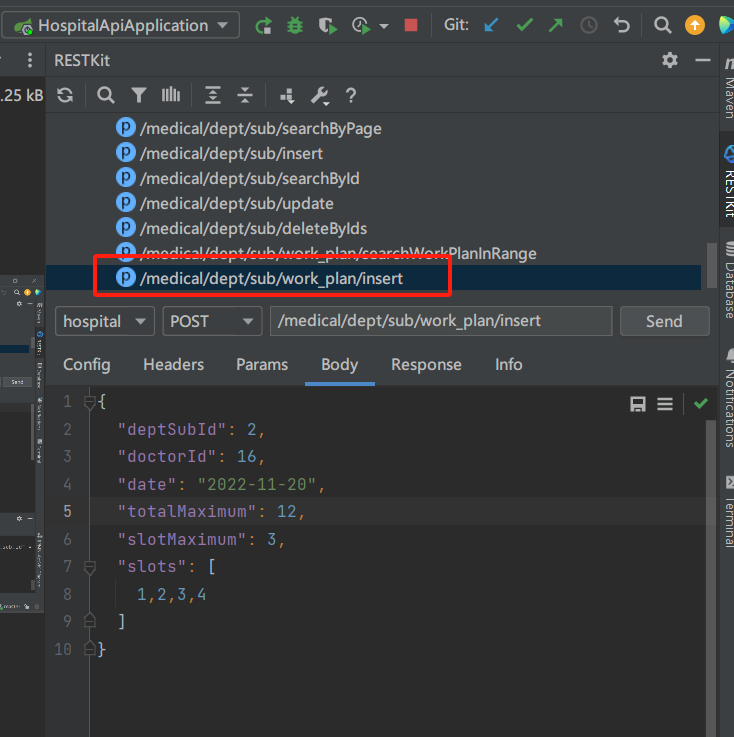 HospitalApiApplication
Git:
RESTKit
.25 kB
/medical/dept/sub/searchByPage
/medical/dept/sub/insert
/medical/dept/sub/searchById
/medical/dept/sub/update
/medical/dept/sub/deleteByIds
/medical/dept/sub/work_plan/searchWorkPlanInRange
/medical/dept/sub/work_plan/insert
hospital
POST
/medical/dept/sub/work_plan/insert
Send
Config
Headers
Params
Body
Response
Info
1 {
2 "deptSubId": 2,
3 "doctorId": 16,
4 "date": "2022-11-20",
5 "totalMaximum": 12,
6 "slotMaximum": 3,
7 "slots": [
8 1,2,3,4
9 ]
10 }
Maven
RESTKit
Database
Notifications
Terminal